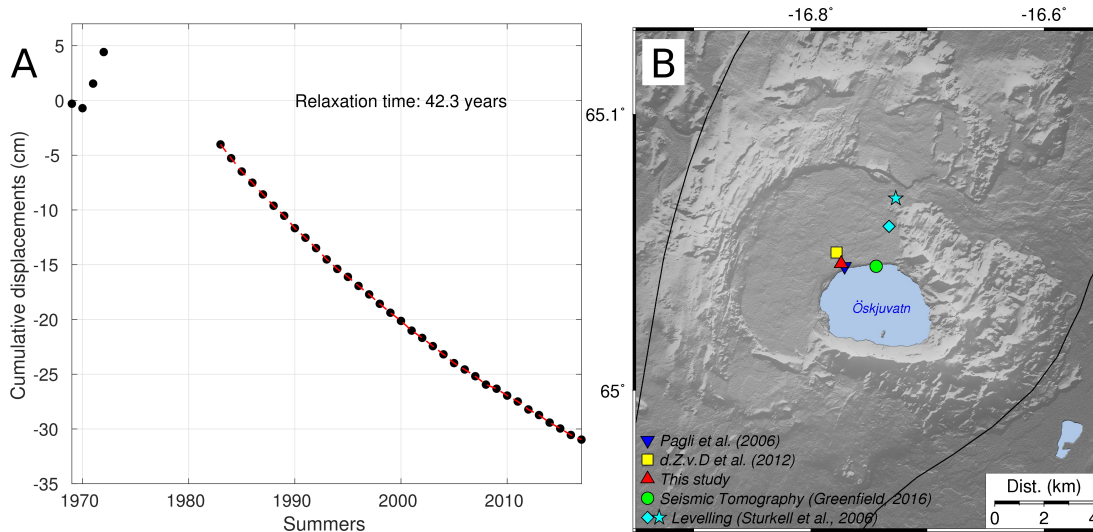 A
5
0
-5
-10
-15
-20
-25
-30
-35
Cumulative displacements (cm)
Relaxation time: 42.3 years
1970
1980
1990
2000
2010
Summers
-16.8˚
-16.6˚
65.1˚
65˚
B
Öskjuvatn
Pagli et al. (2006)
d.Z.v.D et al. (2012)
This study
Seismic Tomography (Greenfield, 2016)
Levelling (Sturkell et al., 2006)
Dist. (km)
0
2
4